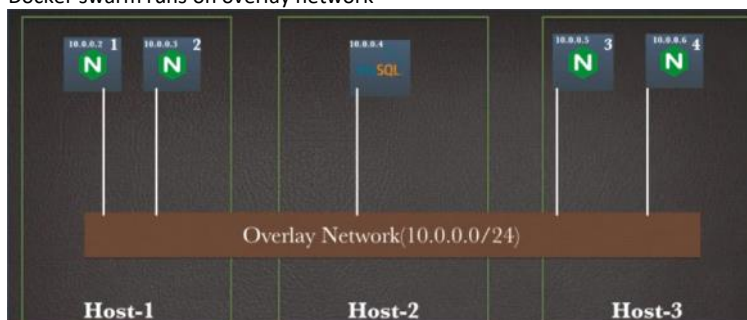 Docker swarm runs on overlay network
10.0.0.2 1
10.0.0.3 2
10.0.0.4
10.0.0.5 3
10.0.0.6 4
N
N
SQL
N
N
Overlay Network(10.0.0.0/24)
Host-1
Host-2
Host-3